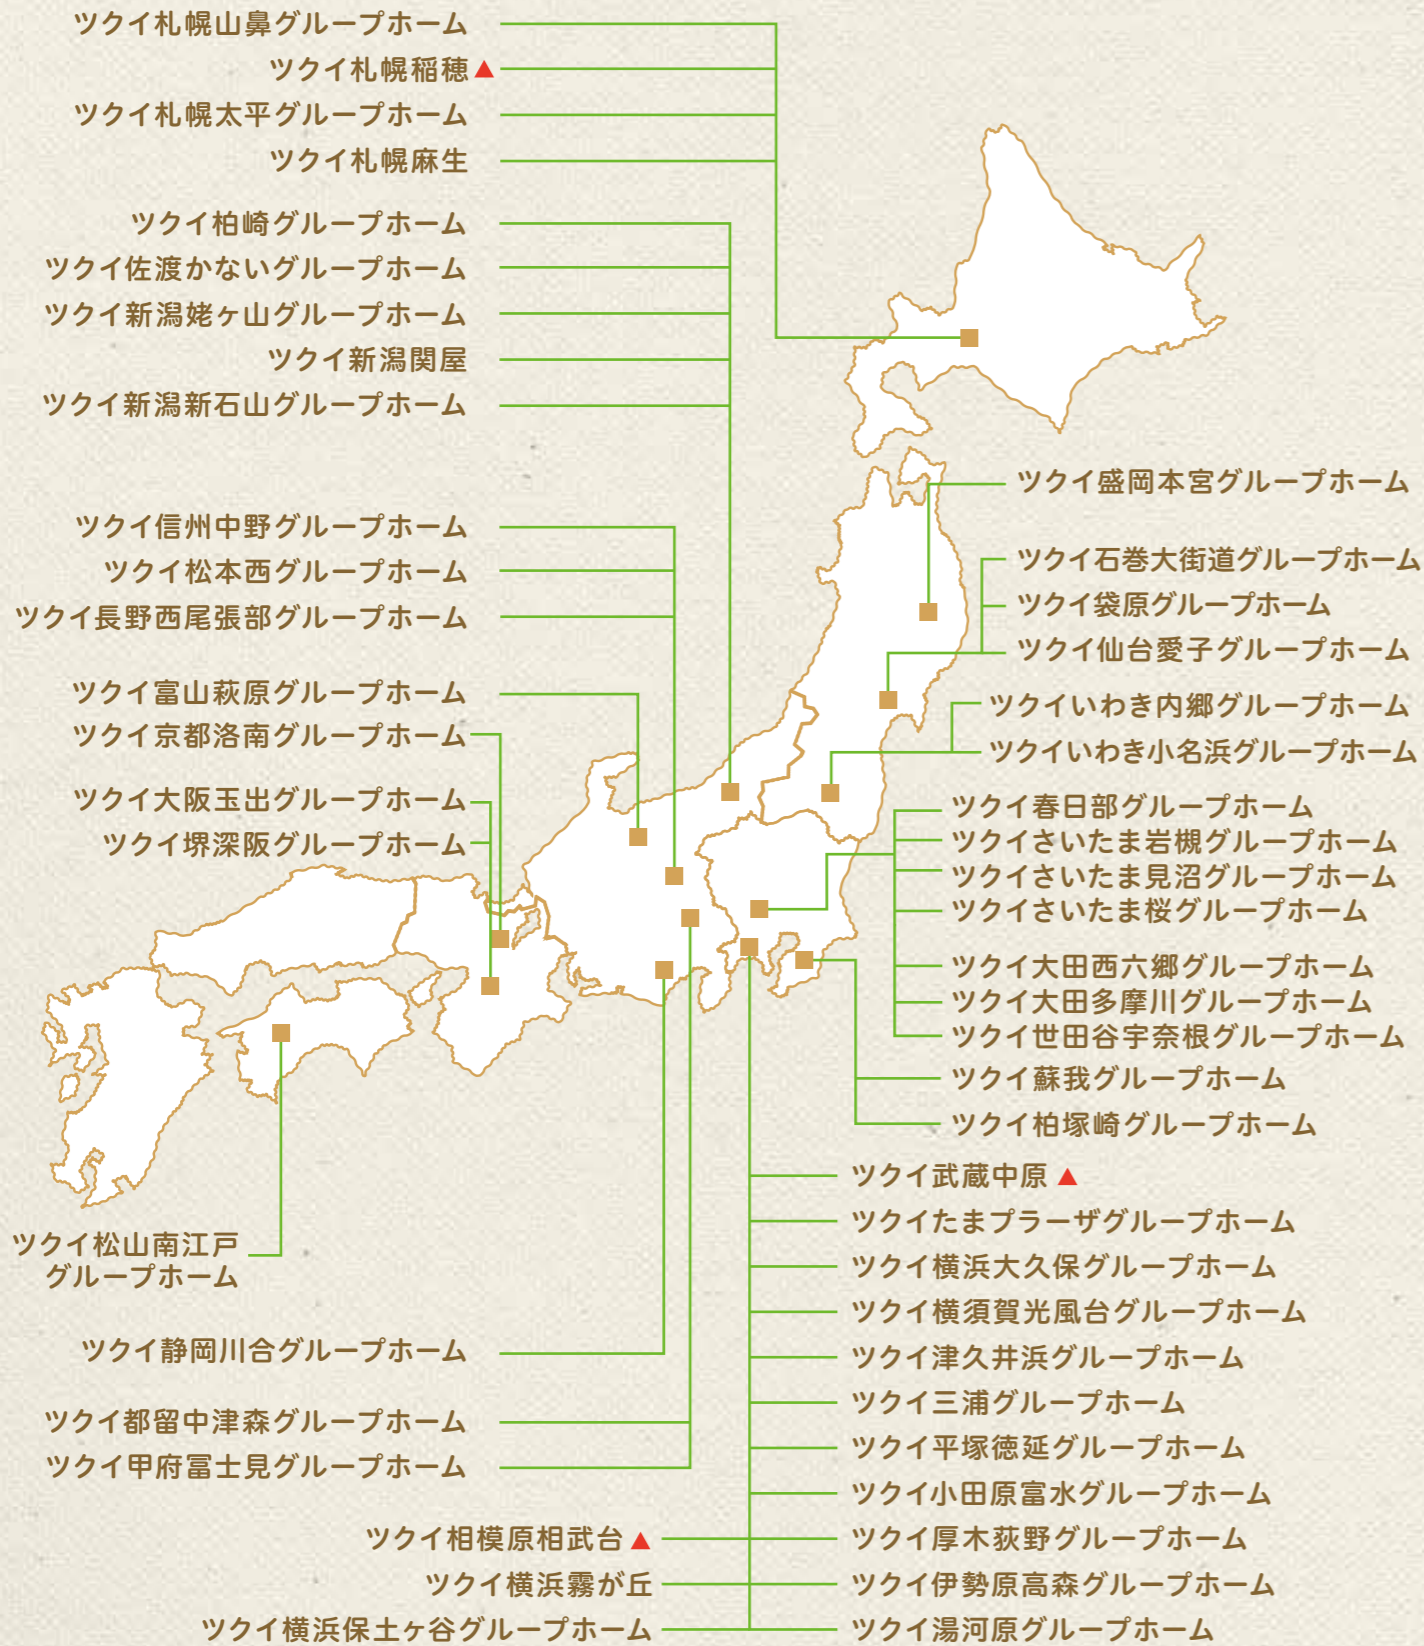 ツクイ札幌山鼻グループホーム
ツクイ札幌稲穂▲
ツクイ札幌太平グループホーム
ツクイ札幌麻生
ツクイ柏崎グループホーム
ツクイ佐渡かないグループホーム
ツクイ新潟姥ヶ山グループホーム
ツクイ新潟関屋
ツクイ新潟新石山グループホーム
ツクイ信州中野グループホーム
ツクイ松本西グループホーム
ツクイ長野西尾張部グループホーム
ツクイ富山萩原グループホーム
ツクイ京都洛南グループホーム
ツクイ大阪玉出グループホーム
ツクイ堺深阪グループホーム
ツクイ盛岡本宮グループホーム
ツクイ石巻大街道グループホーム
ツクイ袋原グループホーム
ツクイ仙台愛子グループホーム
ツクイいわき内郷グループホーム
ツクイいわき小名浜グループホーム
ツクイ春日部グループホーム
ツクイさいたま岩槻グループホーム
ツクイさいたま見沼グループホーム
ツクイさいたま桜グループホーム
ツクイ大田西六郷グループホーム
ツクイ大田多摩川グループホーム
ツクイ世田谷宇奈根グループホーム
ツクイ蘇我グループホーム
ツクイ柏塚崎グループホーム
ツクイ松山南江戸
グループホーム
ツクイ静岡川合グループホーム
ツクイ都留中津森グループホーム
ツクイ甲府冨士見グループホーム
ツクイ武蔵中原▲
ツクイたまプラーザグループホーム
ツクイ横浜大久保グループホーム
ツクイ横須賀光風台グループホーム
ツクイ津久井浜グループホーム
ツクイ三浦グループホーム
ツクイ平塚徳延グループホーム
ツクイ小田原富水グループホーム
ツクイ厚木荻野グループホーム
ツクイ伊勢原高森グループホーム
ツクイ湯河原グループホーム
ツクイ相模原相武台▲
ツクイ横浜霧が丘
ツクイ横浜保土ヶ谷グループホーム